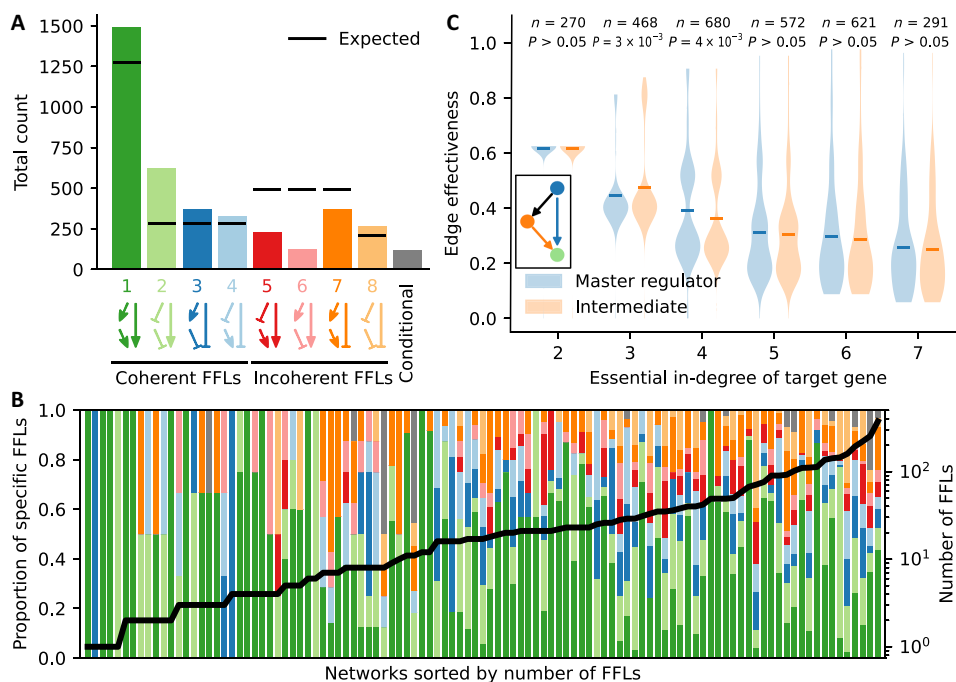 A
Total count
1500
1250
1000
750
500
250
0
Expected
1 2 3 4 5 6 7 8
Conditional
Coherent FFLs Incoherent FFLs
C
n = 270 n = 468 n = 680 n = 572 n = 621 n = 291
P > 0.05 P = 3 × 10⁻³ P = 4 × 10⁻³ P > 0.05 P > 0.05 P > 0.05
Edge effectiveness
1.0
0.8
0.6
0.4
0.2
0.0
Master regulator
Intermediate
2 3 4 5 6 7
Essential in-degree of target gene
B
Proportion of specific FFLs
1.0
0.8
0.6
0.4
0.2
0.0
10²
10¹
10⁰
Number of FFLs
Networks sorted by number of FFLs